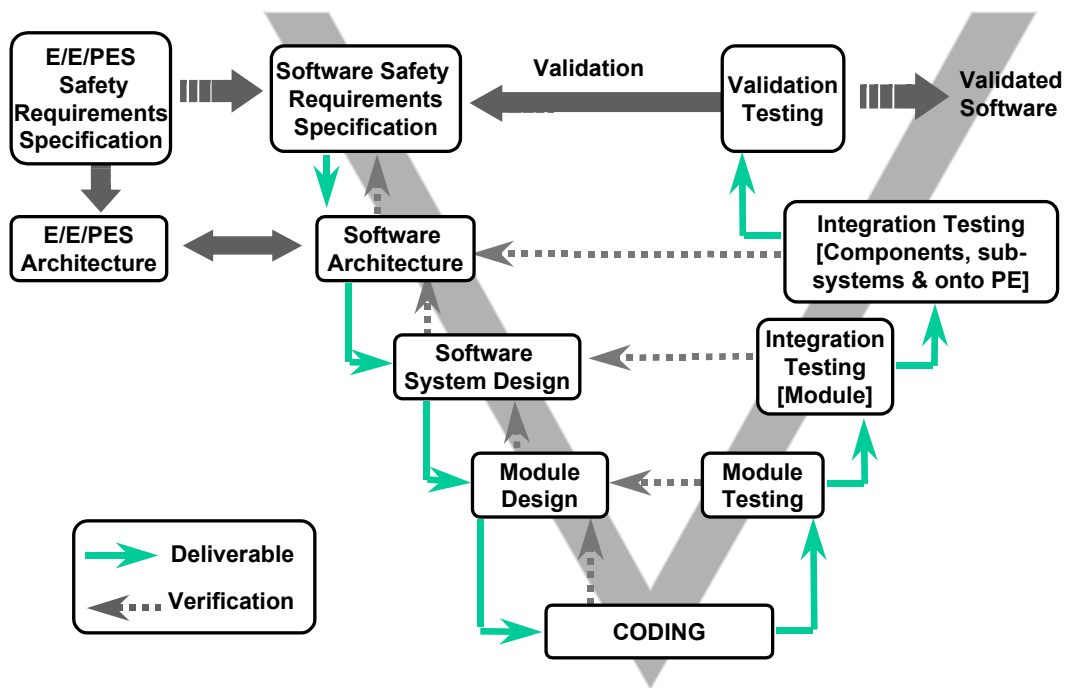 E/E/PES
Safety
Requirements
Specification
Software Safety
Requirements
Specification
Validation
Validation
Testing
Validated
Software
E/E/PES
Architecture
Software
Architecture
Integration Testing
[Components, sub-
systems & onto PE]
Software
System Design
Integration
Testing
[Module]
Module
Design
Module
Testing
Deliverable
Verification
CODING